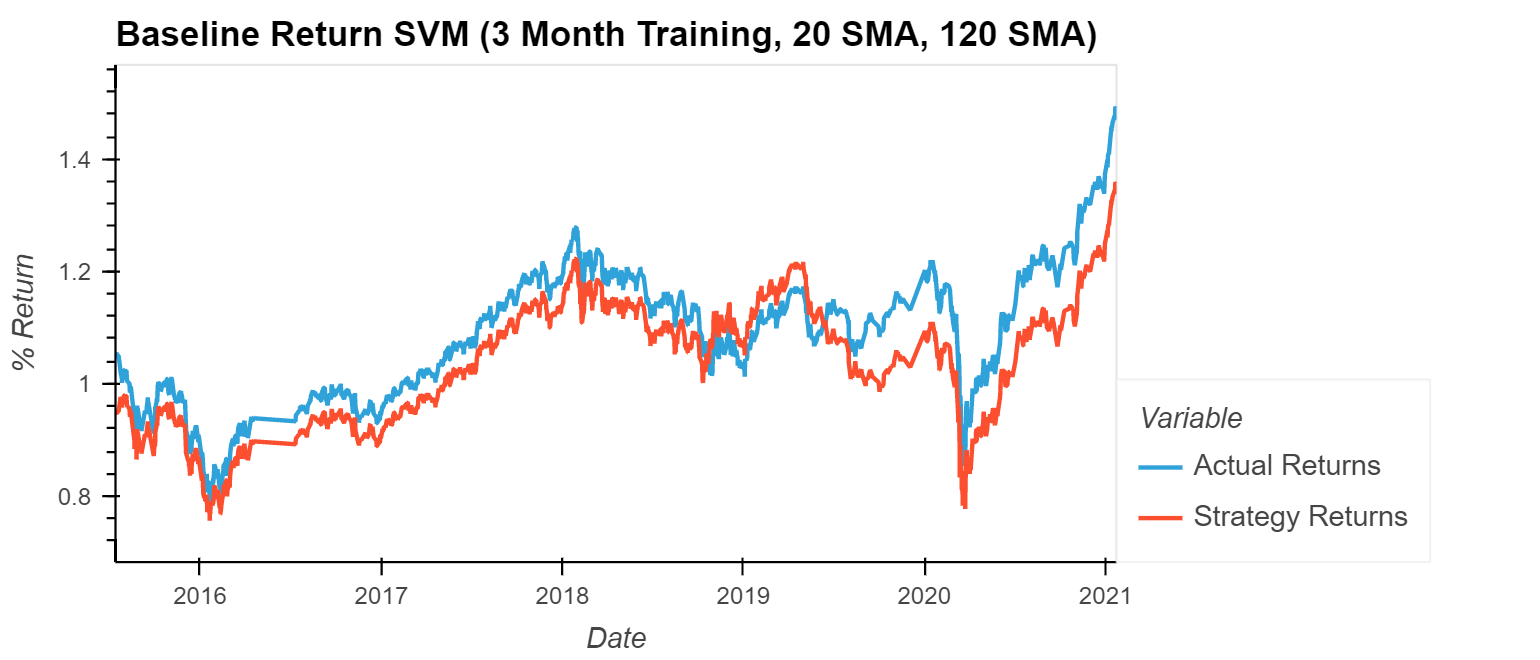 Baseline Return SVM (3 Month Training, 20 SMA, 120 SMA)
% Return
1.4
1.2
1
0.8
2016 2017 2018 2019 2020 2021
Date
Variable
Actual Returns
Strategy Returns